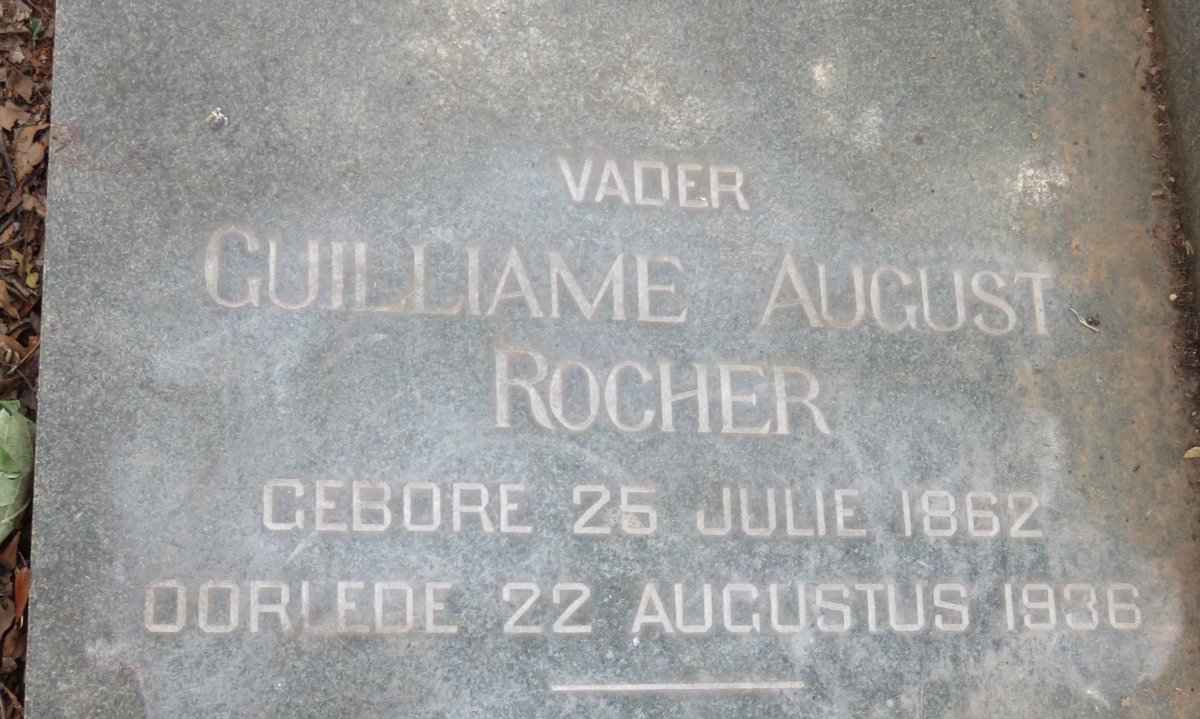 VADER
GUILLIAME AUGUST
ROCHER
GEBORE 25 JULIE 1862
OORLEDE 22 AUGUSTUS 1936